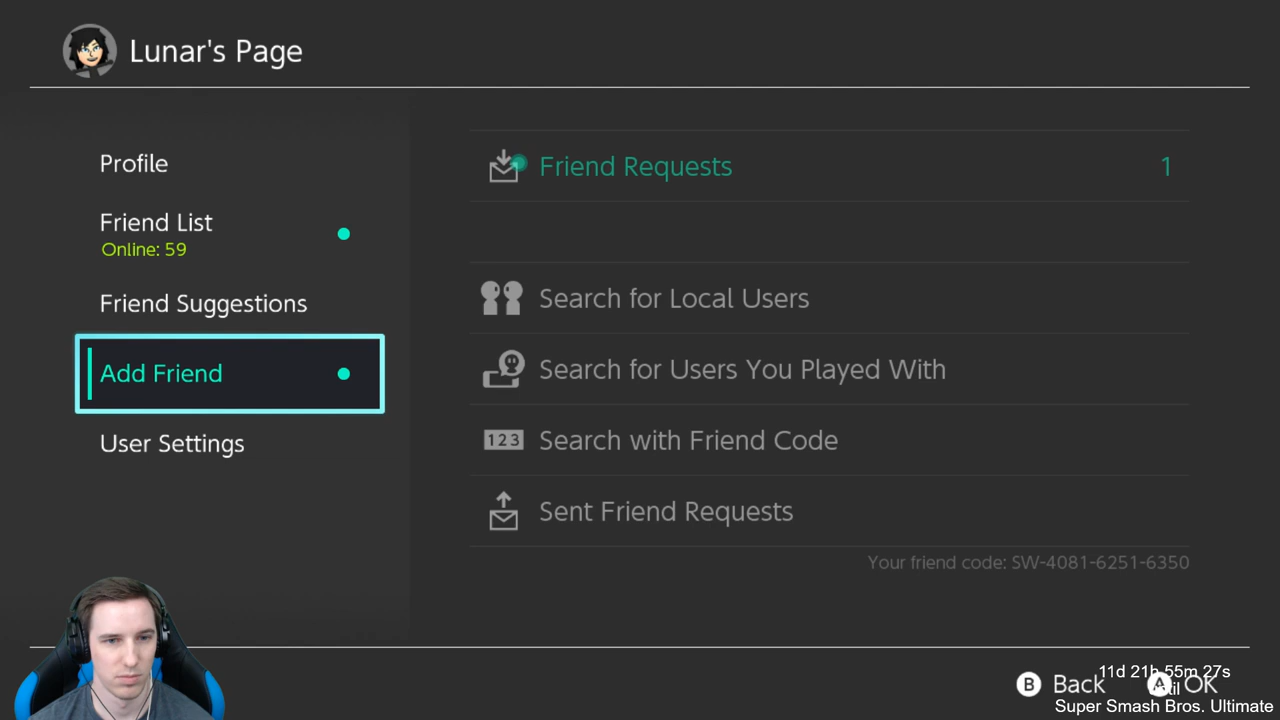 Lunar's Page
Profile
Friend List
Online: 59
Friend Suggestions
Add Friend
User Settings
Friend Requests 1
Search for Local Users
Search for Users You Played With
123 Search with Friend Code
Sent Friend Requests
Your friend code: SW-4081-6251-6350
B Back A OK
11d 21h 55m 27s
Super Smash Bros. Ultimate